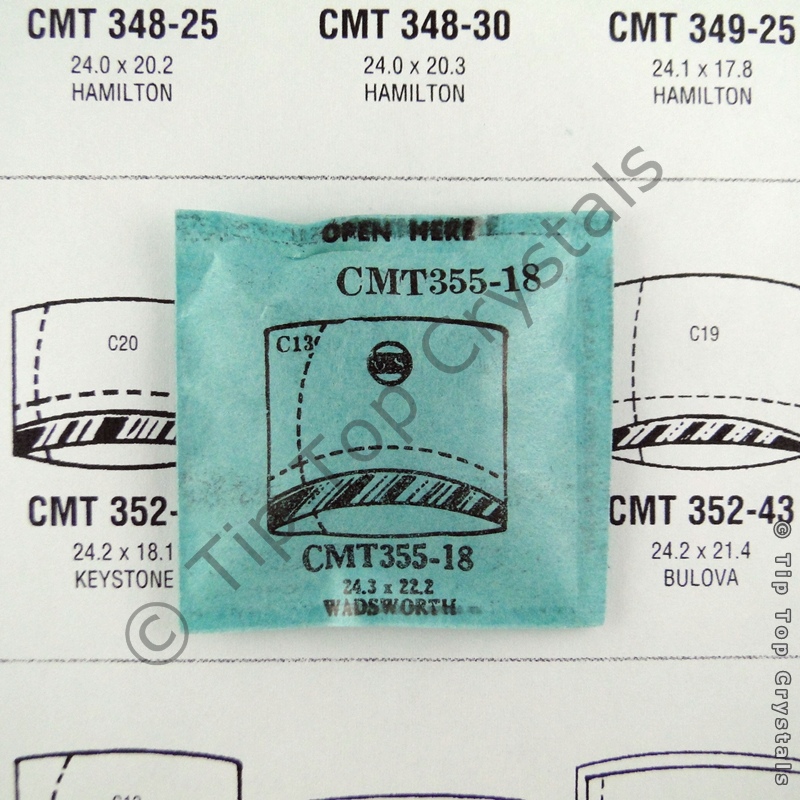 CMT 348-25 CMT 348-30 CMT 349-25
24.0 x 20.2 24.0 x 20.3 24.1 x 17.8
HAMILTON HAMILTON HAMILTON
OPEN HERE
CMT355-18
C20
C13
C19
CMT355-18
24.3 x 22.2
WADSWORTH
CMT 352-
24.2 x 18.1
KEYSTONE
CMT 352-43
24.2 x 21.4
BULOVA
© Tip Top Crystals
© Tip Top Crystals